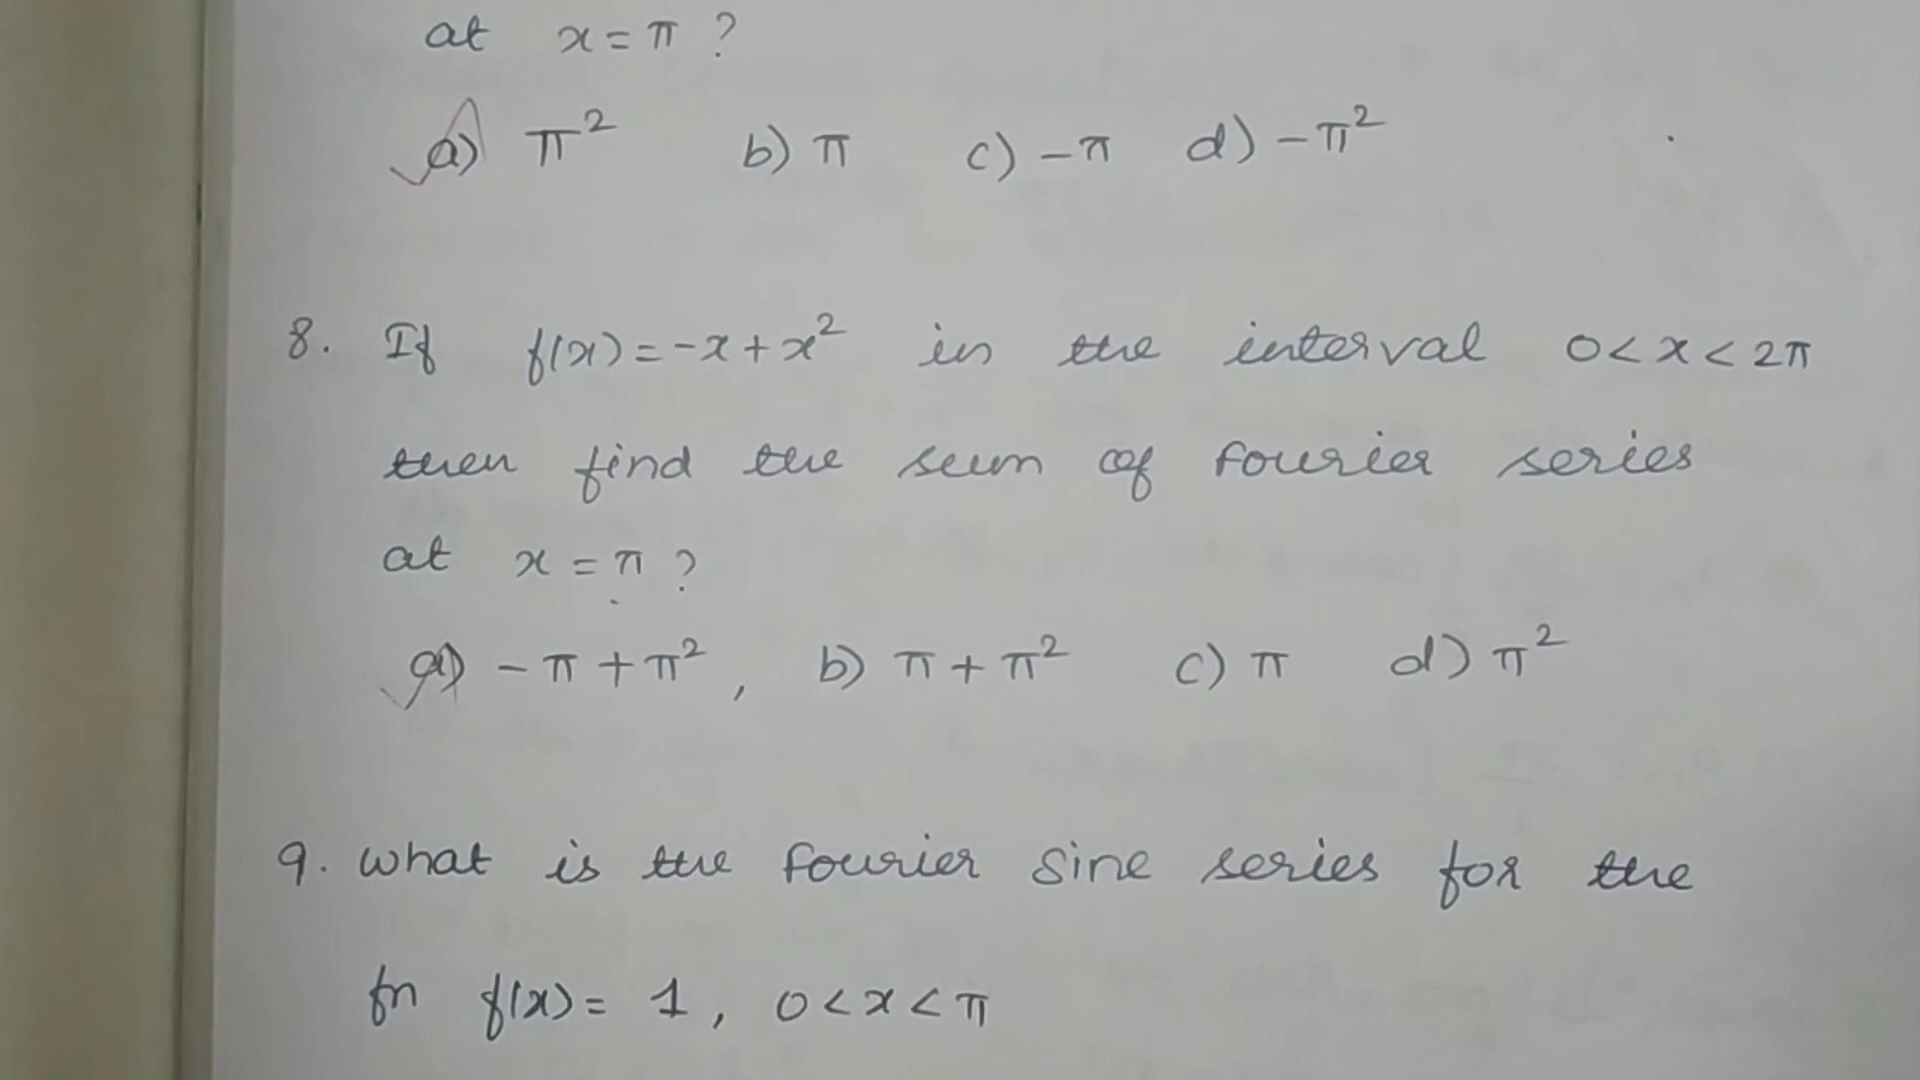 at x = π ?
a) π² b) π c) -π d) -π²
8. If f(x) = -x + x² in the interval 0 < x < 2π
then find the sum of Fourier series
at x = π ?
a) -π + π² , b) π + π² c) π d) π²
9. What is the Fourier Sine series for the
fn f(x) = 1 , 0 < x < π